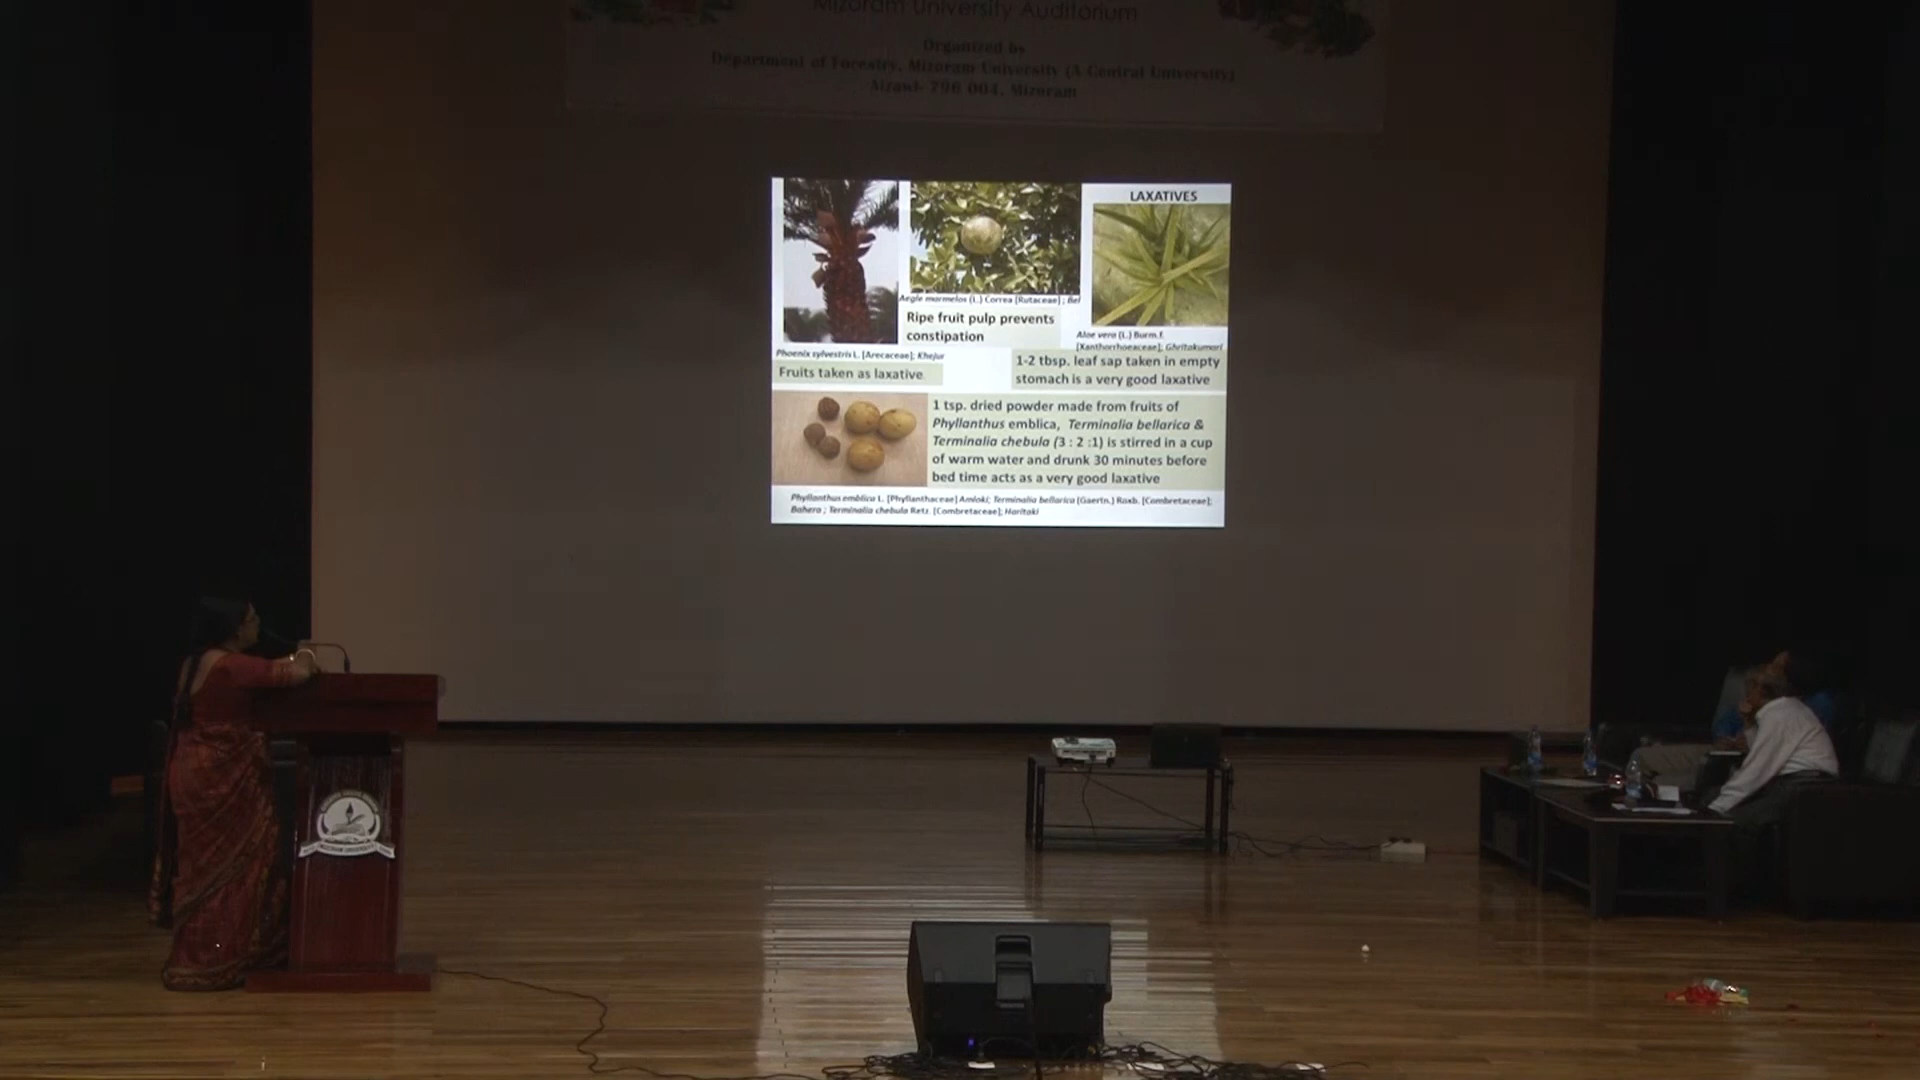 Mizoram University Auditorium
Organized by
Department of Forestry, Mizoram University (A Central University)
Aizawl- 796 004, Mizoram
LAXATIVES
Aegle marmelos (L.) Correa [Rutaceae] ; Bel
Ripe fruit pulp prevents
constipation
Aloe vera (L.) Burm.f.
[Xanthorrhoeaceae]; Ghritakumari
Phoenix sylvestris L. [Arecaceae]; Khejur
Fruits taken as laxative.
1-2 tbsp. leaf sap taken in empty
stomach is a very good laxative
1 tsp. dried powder made from fruits of
Phyllanthus emblica, Terminalia bellarica &
Terminalia chebula (3 : 2 :1) is stirred in a cup
of warm water and drunk 30 minutes before
bed time acts as a very good laxative
Phyllanthus emblica L. [Phyllanthaceae] Amloki; Terminalia bellarica (Gaertn.) Roxb. [Combretaceae];
Bahera ; Terminalia chebula Retz. [Combretaceae]; Haritaki
MIZORAM UNIVERSITY